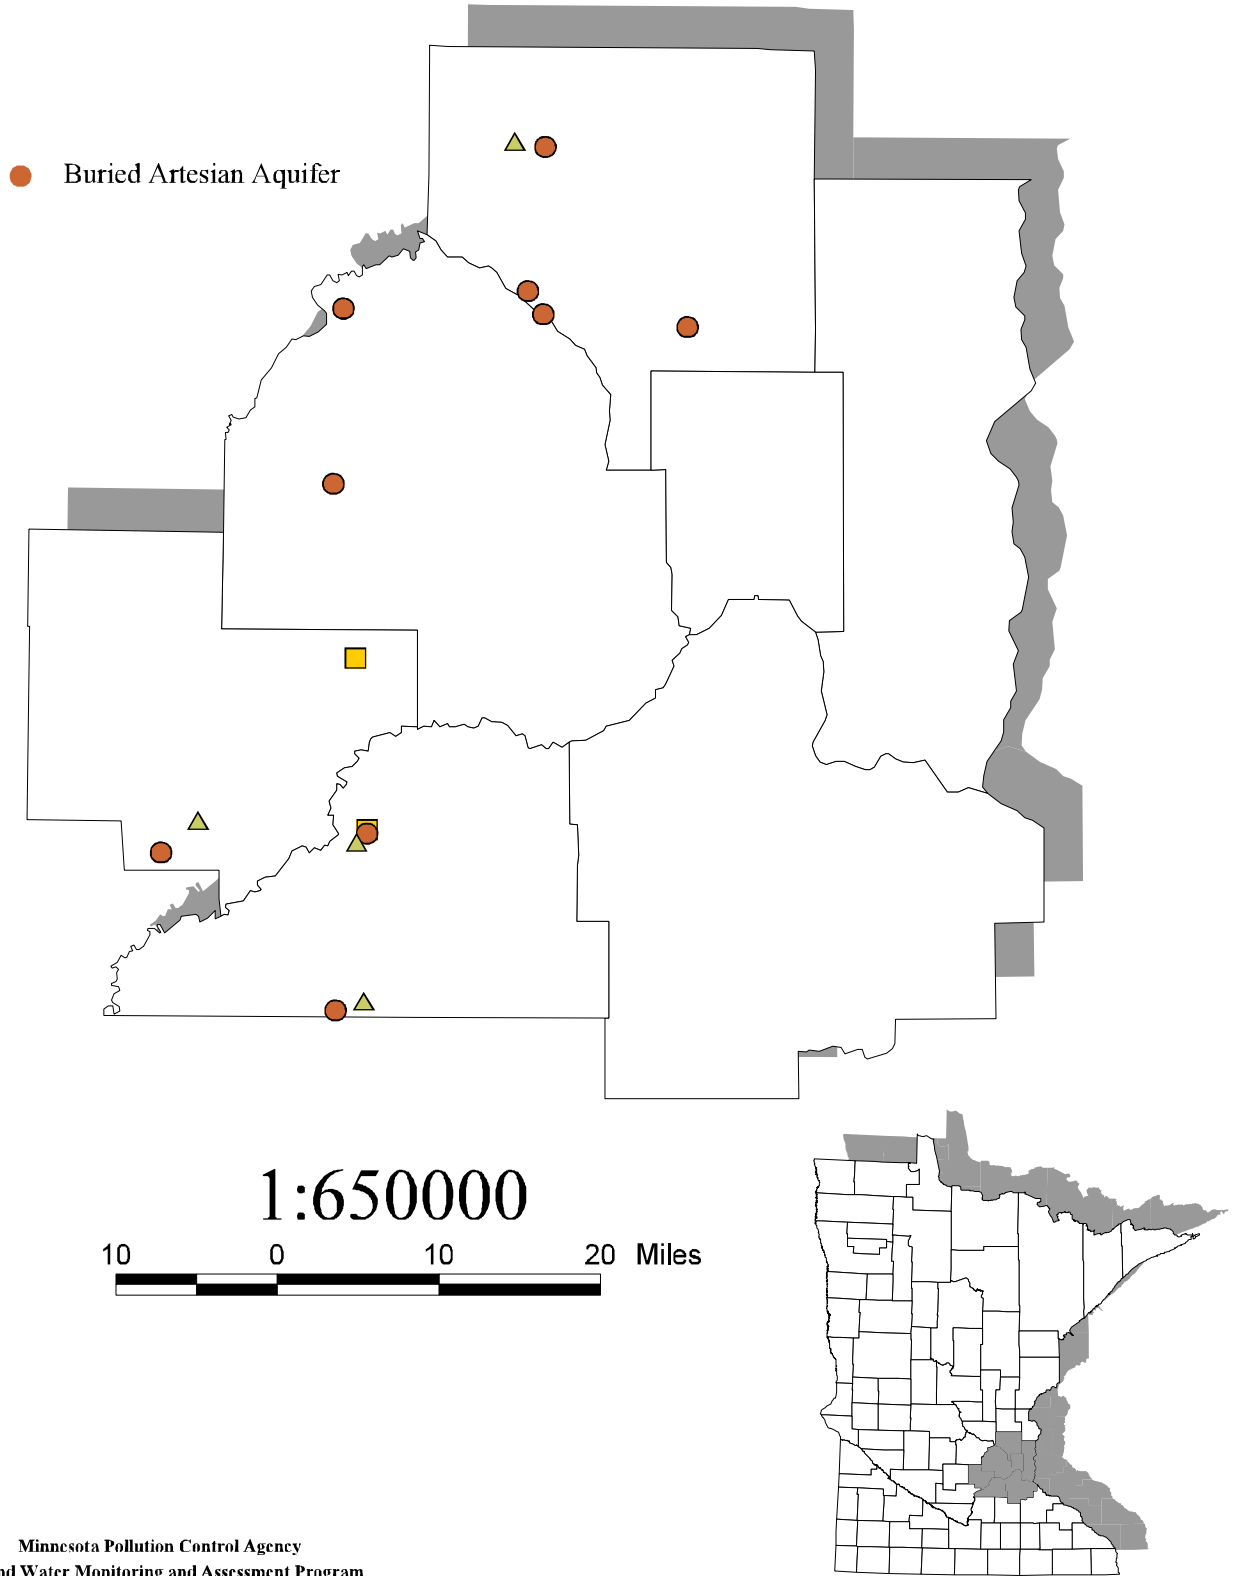 Buried Artesian Aquifer
1:650000
10 0 10 20 Miles
Minnesota Pollution Control Agency
Water Monitoring and Assessment Program